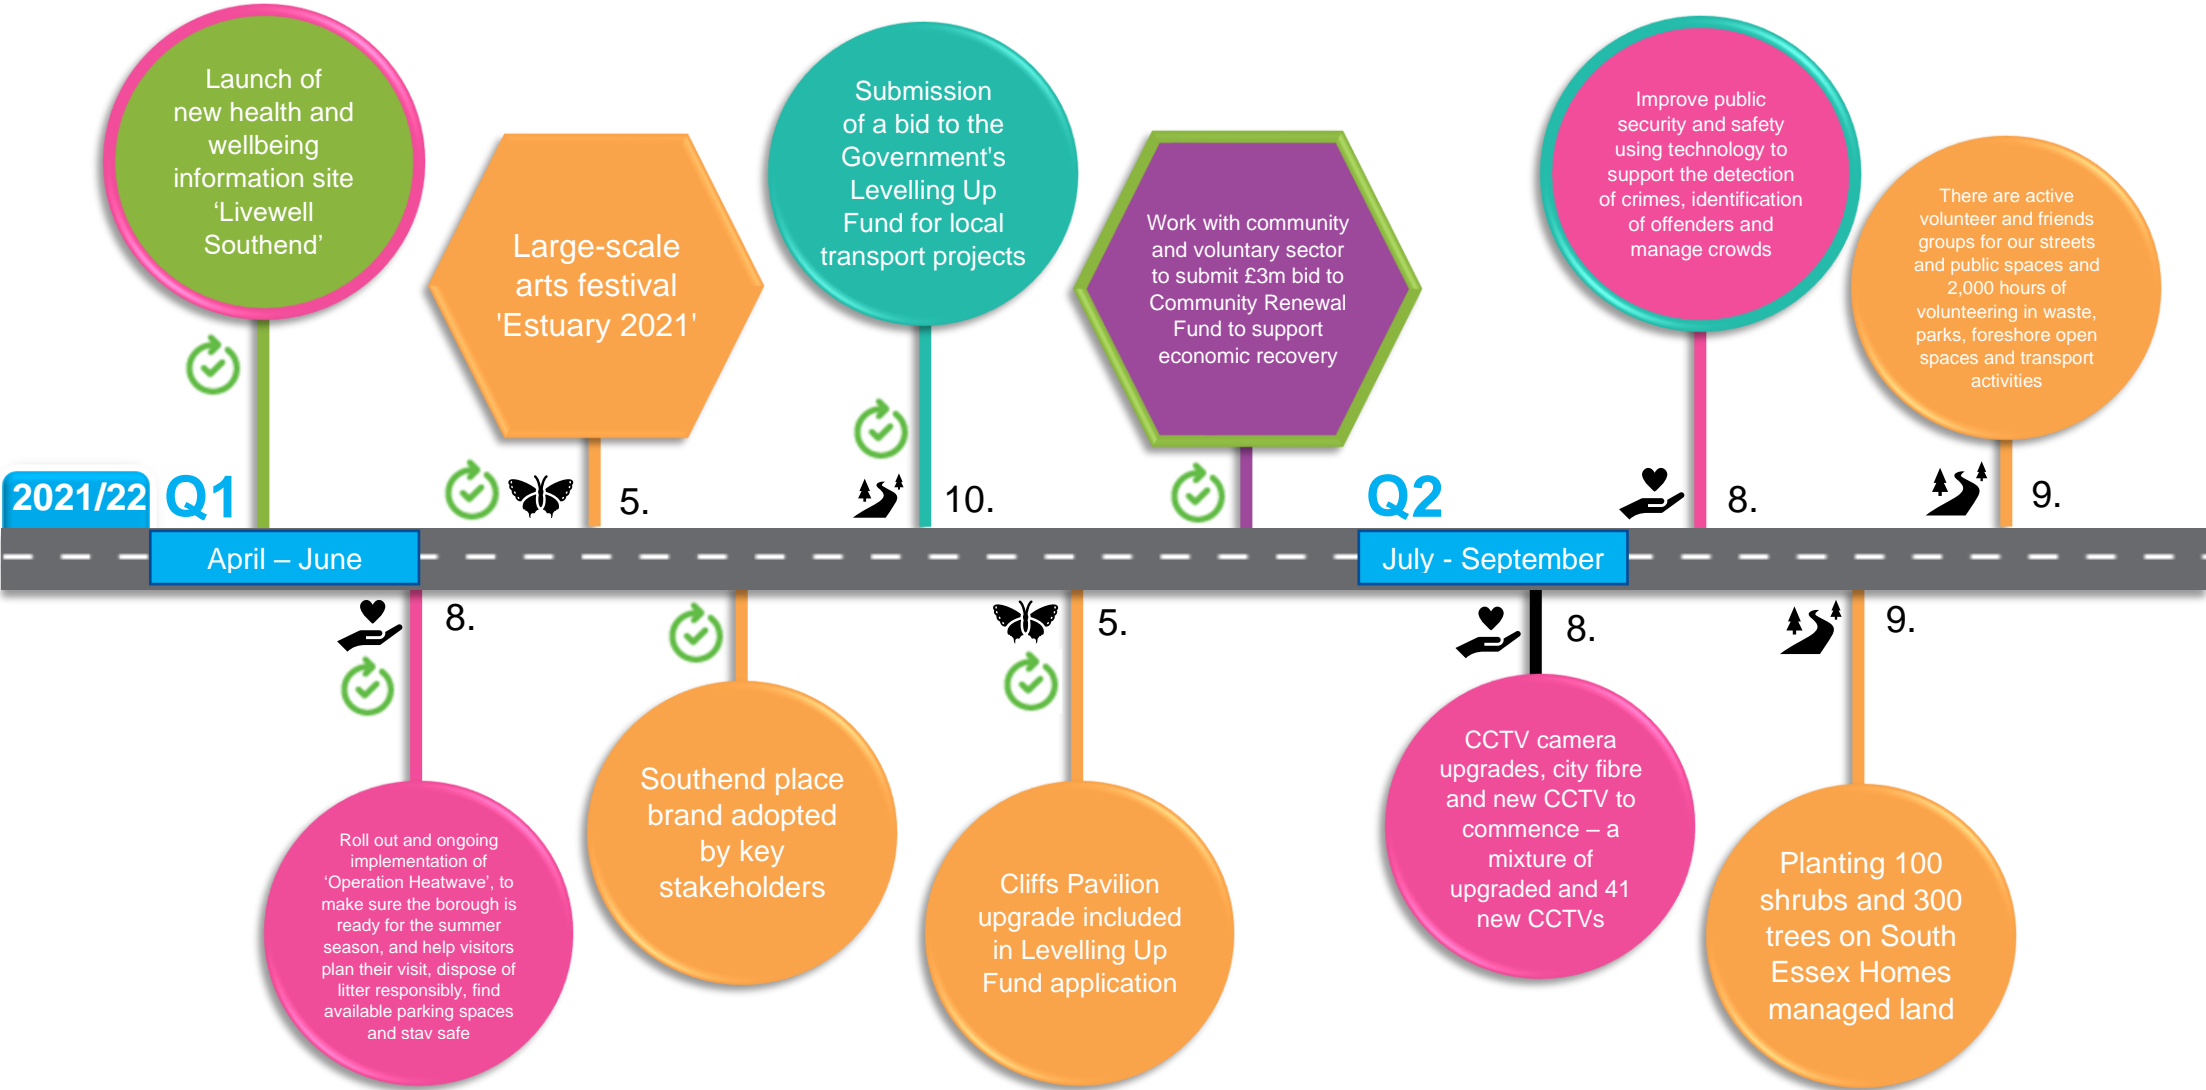 Launch of
new health and
wellbeing
information site
‘Livewell
Southend’
Large-scale
arts festival
'Estuary 2021'
Submission
of a bid to the
Government's
Levelling Up
Fund for local
transport projects
Work with community
and voluntary sector
to submit £3m bid to
Community Renewal
Fund to support
economic recovery
Improve public
security and safety
using technology to
support the detection
of crimes, identification
of offenders and
manage crowds
There are active
volunteer and friends
groups for our streets
and public spaces and
2,000 hours of
volunteering in waste,
parks, foreshore open
spaces and transport
activities
2021/22
Q1
5.
10.
Q2
8.
9.
April – June
July - September
8.
5.
8.
9.
Roll out and ongoing
implementation of
‘Operation Heatwave’, to
make sure the borough is
ready for the summer
season, and help visitors
plan their visit, dispose of
litter responsibly, find
available parking spaces
and stay safe
Southend place
brand adopted
by key
stakeholders
Cliffs Pavilion
upgrade included
in Levelling Up
Fund application
CCTV camera
upgrades, city fibre
and new CCTV to
commence – a
mixture of
upgraded and 41
new CCTVs
Planting 100
shrubs and 300
trees on South
Essex Homes
managed land